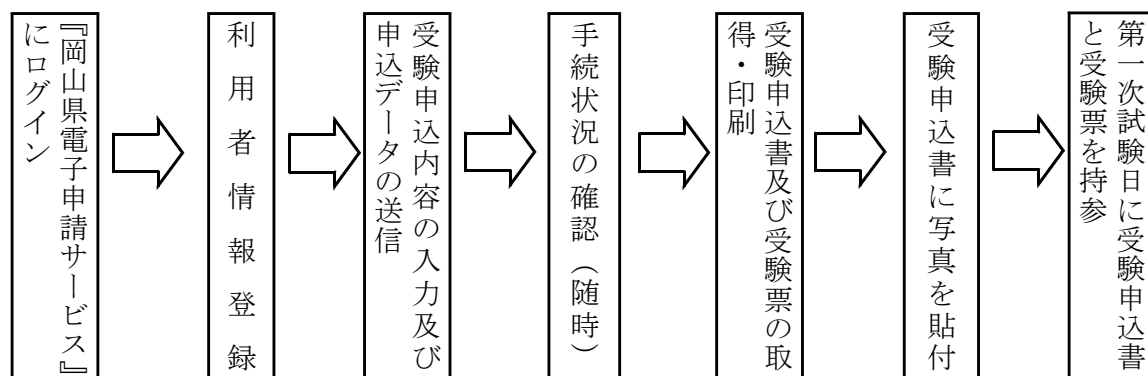 『岡山県電子申請サービス』
にログイン
利用者情報登録
受験申込内容の入力及び
申込データの送信
手続状況の確認（随時）
受験申込書及び受験票の取
得・印刷
受験申込書に写真を貼付
第一次試験日に受験申込書
と受験票を持参